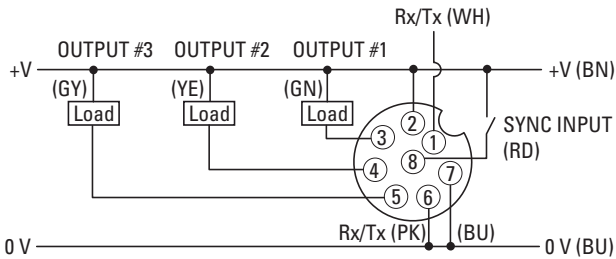 Rx/Tx (WH)
OUTPUT #3 OUTPUT #2 OUTPUT #1
+V +V (BN)
(GY) (YE) (GN)
Load Load Load
SYNC INPUT
(RD)
2
1
3
8
4
7
5
6
Rx/Tx (PK) (BU)
0 V 0 V (BU)